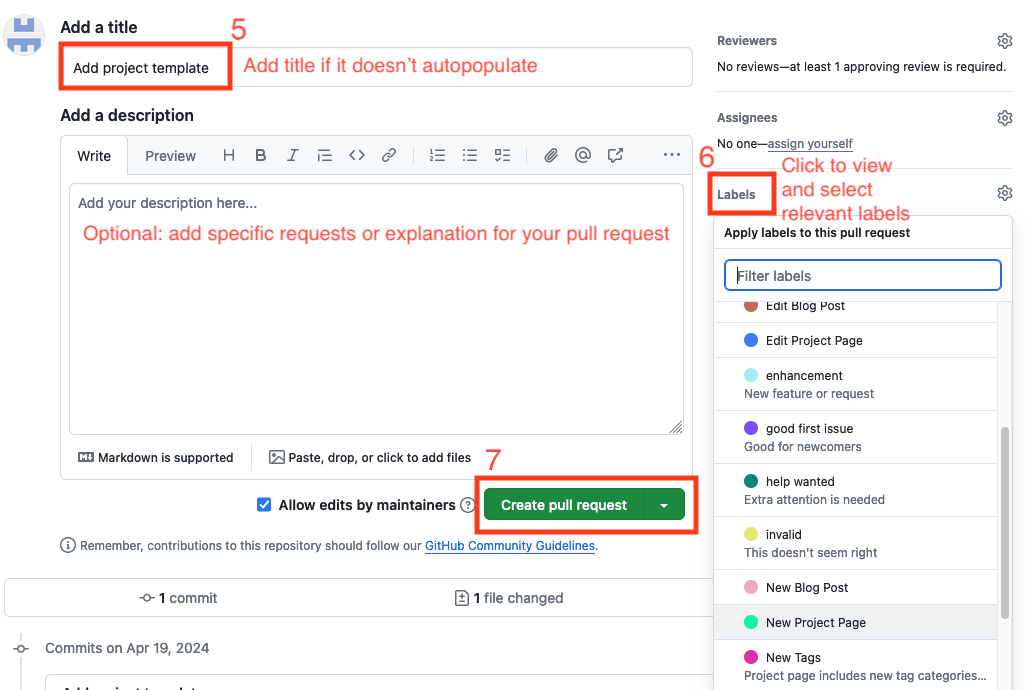 Add a title
5
Add project template
Add title if it doesn't autopopulate
Add a description
Write
Preview
H B I
Add your description here...
Optional: add specific requests or explanation for your pull request
Markdown is supported
Paste, drop, or click to add files
7
Allow edits by maintainers
Create pull request
Remember, contributions to this repository should follow our GitHub Community Guidelines.
1 commit
1 file changed
Commits on Apr 19, 2024
Reviewers
No reviews—at least 1 approving review is required.
Assignees
No one—assign yourself
6
Click to view
and select
relevant labels
Labels
Apply labels to this pull request
Filter labels
Edit Blog Post
Edit Project Page
enhancement
New feature or request
good first issue
Good for newcomers
help wanted
Extra attention is needed
invalid
This doesn't seem right
New Blog Post
New Project Page
New Tags
Project page includes new tag categories...